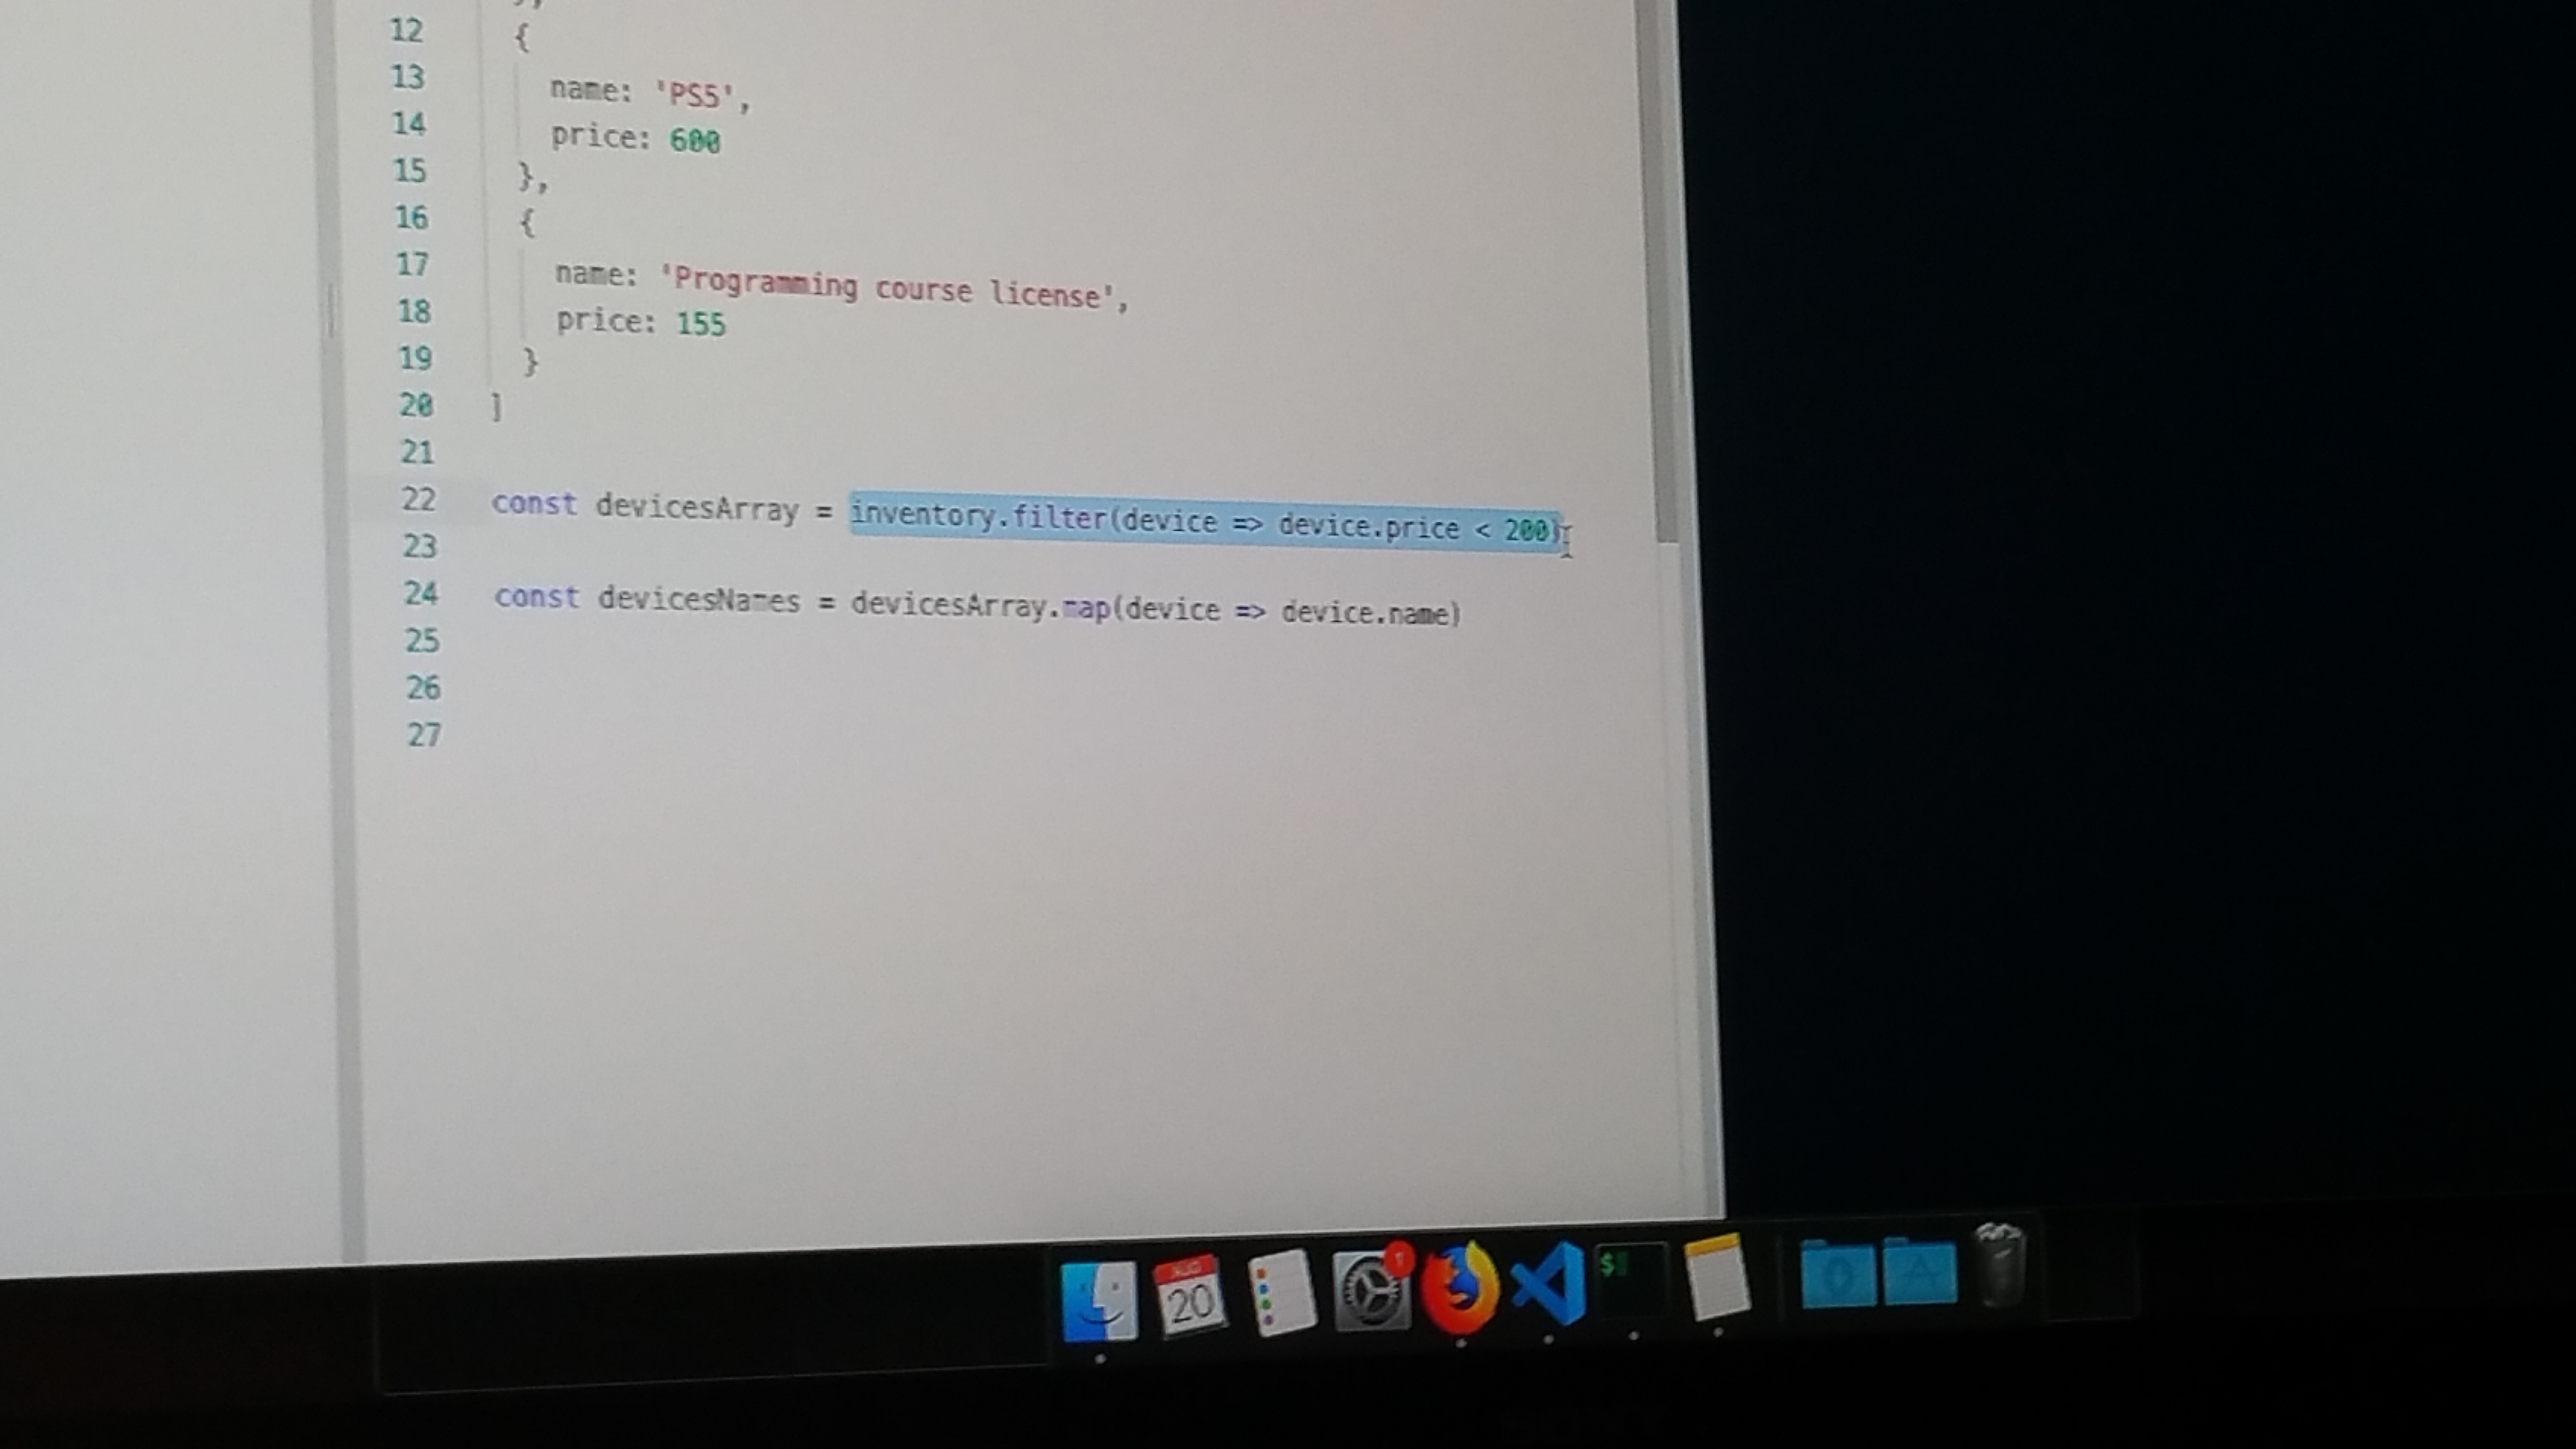 12 {
13 name: 'PS5',
14 price: 600
15 },
16 {
17 name: 'Programming course license',
18 price: 155
19 }
20 ]
21
22 const devicesArray = inventory.filter(device => device.price < 200)
23
24 const devicesNames = devicesArray.map(device => device.name)
25
26
27
AUG
20
1
$